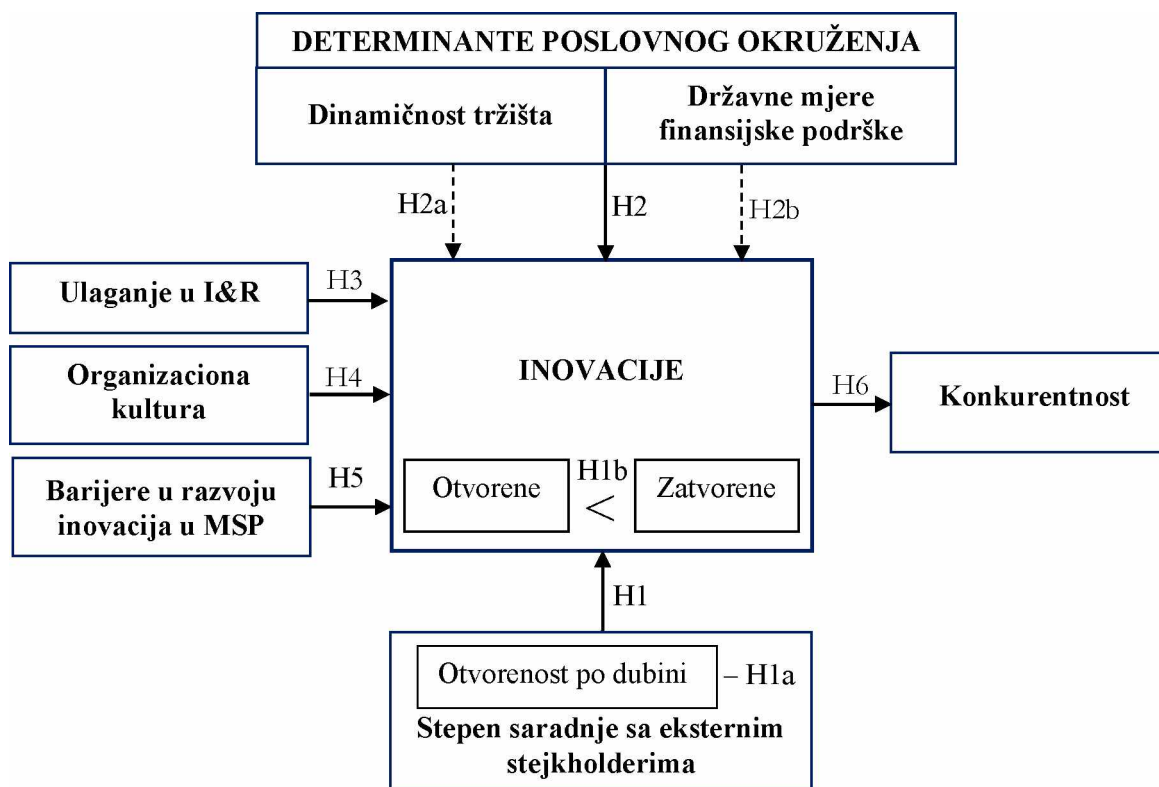 DETERMINANTE POSLOVNOG OKRUŽENJA
Dinamičnost tržišta
Državne mjere
finansijske podrške
H2a
H2
H2b
Ulaganje u I&R
H3
Organizaciona
kultura
H4
Barijere u razvoju
inovacija u MSP
H5
INOVACIJE
Otvorene
H1b
<
Zatvorene
H6
Konkurentnost
H1
Otvorenost po dubini
– H1a
Stepen saradnje sa eksternim
stejkholderima